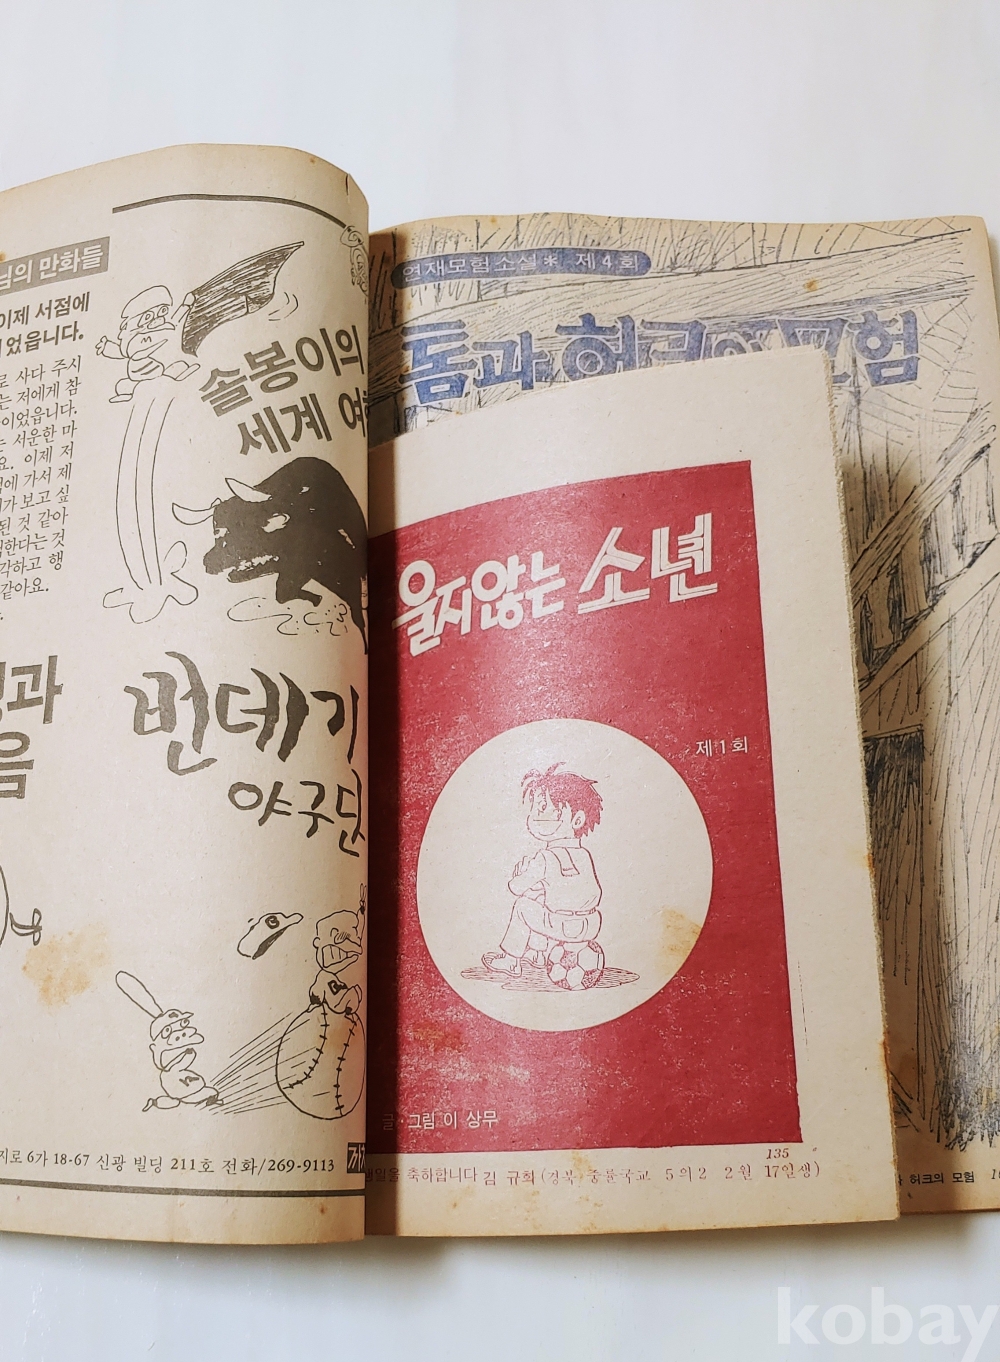 님의 만화들
이제 서점에
었읍니다.
로 사다 주시
는 저에게 참
이었읍니다.
서운한 마
요. 이제 저
에 가서 제
가 보고 싶
된 것 같아
한다는 것
각하고 행
같아요.
솔봉이의
세계
과
음
번데기
야구단
6가 18-67 신광 빌딩 211호 전화/269-9113
연재모험소설＊ 제4회
톰과 허크의 모험
울지않는 소년
제1회
글·그림 이 상무
135
생일을 축하합니다 김 규확 (경북 중률국교 5의2 2월 17일생)
허크의 모험
kobay